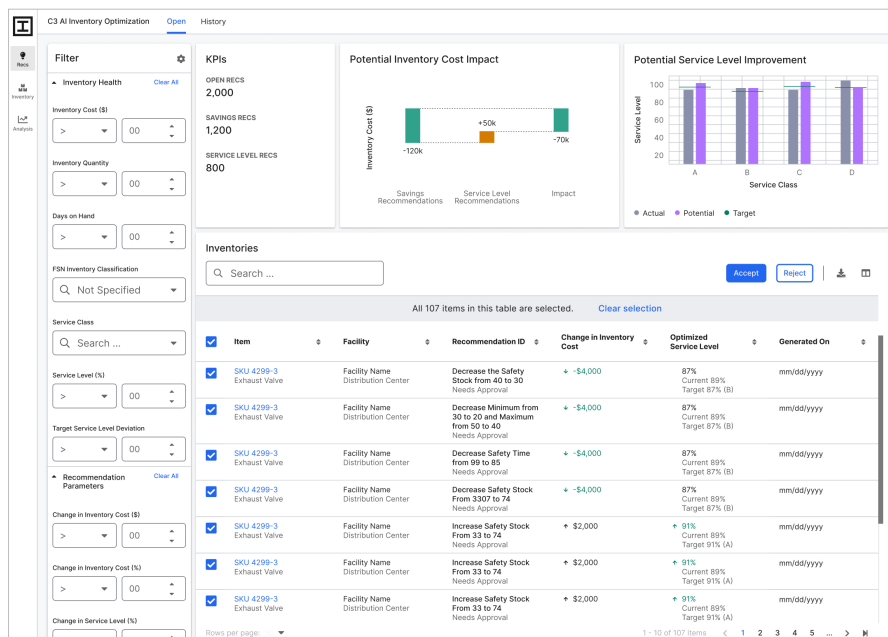 C3 AI Inventory Optimization
Open
History
Recs
Inventory
Analysis
Filter
Inventory Health
Clear All
Inventory Cost ($)
>
00
Inventory Quantity
>
00
Days on Hand
>
00
FSN Inventory Classification
Not Specified
Service Class
Search ...
Service Level (%)
>
00
Target Service Level Deviation
>
00
Recommendation
Parameters
Clear All
Change in Inventory Cost ($)
>
00
Change in Inventory Cost (%)
>
00
Change in Service Level (%)
KPIs
OPEN RECS
2,000
SAVINGS RECS
1,200
SERVICE LEVEL RECS
800
Potential Inventory Cost Impact
Inventory Cost ($)
-120k
+50k
-70k
Savings
Recommendations
Service Level
Recommendations
Impact
Potential Service Level Improvement
Service Level
100
80
60
40
20
A
B
C
D
Service Class
Actual
Potential
Target
Inventories
Search ...
Accept
Reject
All 107 items in this table are selected.
Clear selection
Item
Facility
Recommendation ID
Change in Inventory
Cost
Optimized
Service Level
Generated On
SKU 4299-3
Exhaust Valve
Facility Name
Distribution Center
Decrease the Safety
Stock from 40 to 30
Needs Approval
-$4,000
87%
Current 89%
Target 87% (B)
mm/dd/yyyy
SKU 4299-3
Exhaust Valve
Facility Name
Distribution Center
Decrease Minimum from
30 to 20 and Maximum
from 50 to 40
Needs Approval
-$4,000
87%
Current 89%
Target 87% (B)
mm/dd/yyyy
SKU 4299-3
Exhaust Valve
Facility Name
Distribution Center
Decrease Safety Time
from 99 to 85
Needs Approval
-$4,000
87%
Current 89%
Target 87% (B)
mm/dd/yyyy
SKU 4299-3
Exhaust Valve
Facility Name
Distribution Center
Decrease Safety Stock
From 3307 to 74
Needs Approval
-$4,000
87%
Current 89%
Target 87% (B)
mm/dd/yyyy
SKU 4299-3
Exhaust Valve
Facility Name
Distribution Center
Increase Safety Stock
From 33 to 74
Needs Approval
$2,000
91%
Current 89%
Target 91% (A)
mm/dd/yyyy
SKU 4299-3
Exhaust Valve
Facility Name
Distribution Center
Increase Safety Stock
From 33 to 74
Needs Approval
$2,000
91%
Current 89%
Target 91% (A)
mm/dd/yyyy
SKU 4299-3
Exhaust Valve
Facility Name
Distribution Center
Increase Safety Stock
From 33 to 74
Needs Approval
$2,000
91%
Current 89%
Target 91% (A)
mm/dd/yyyy
Rows per page:
1 - 10 of 107 items
1 2 3 4 5 ...